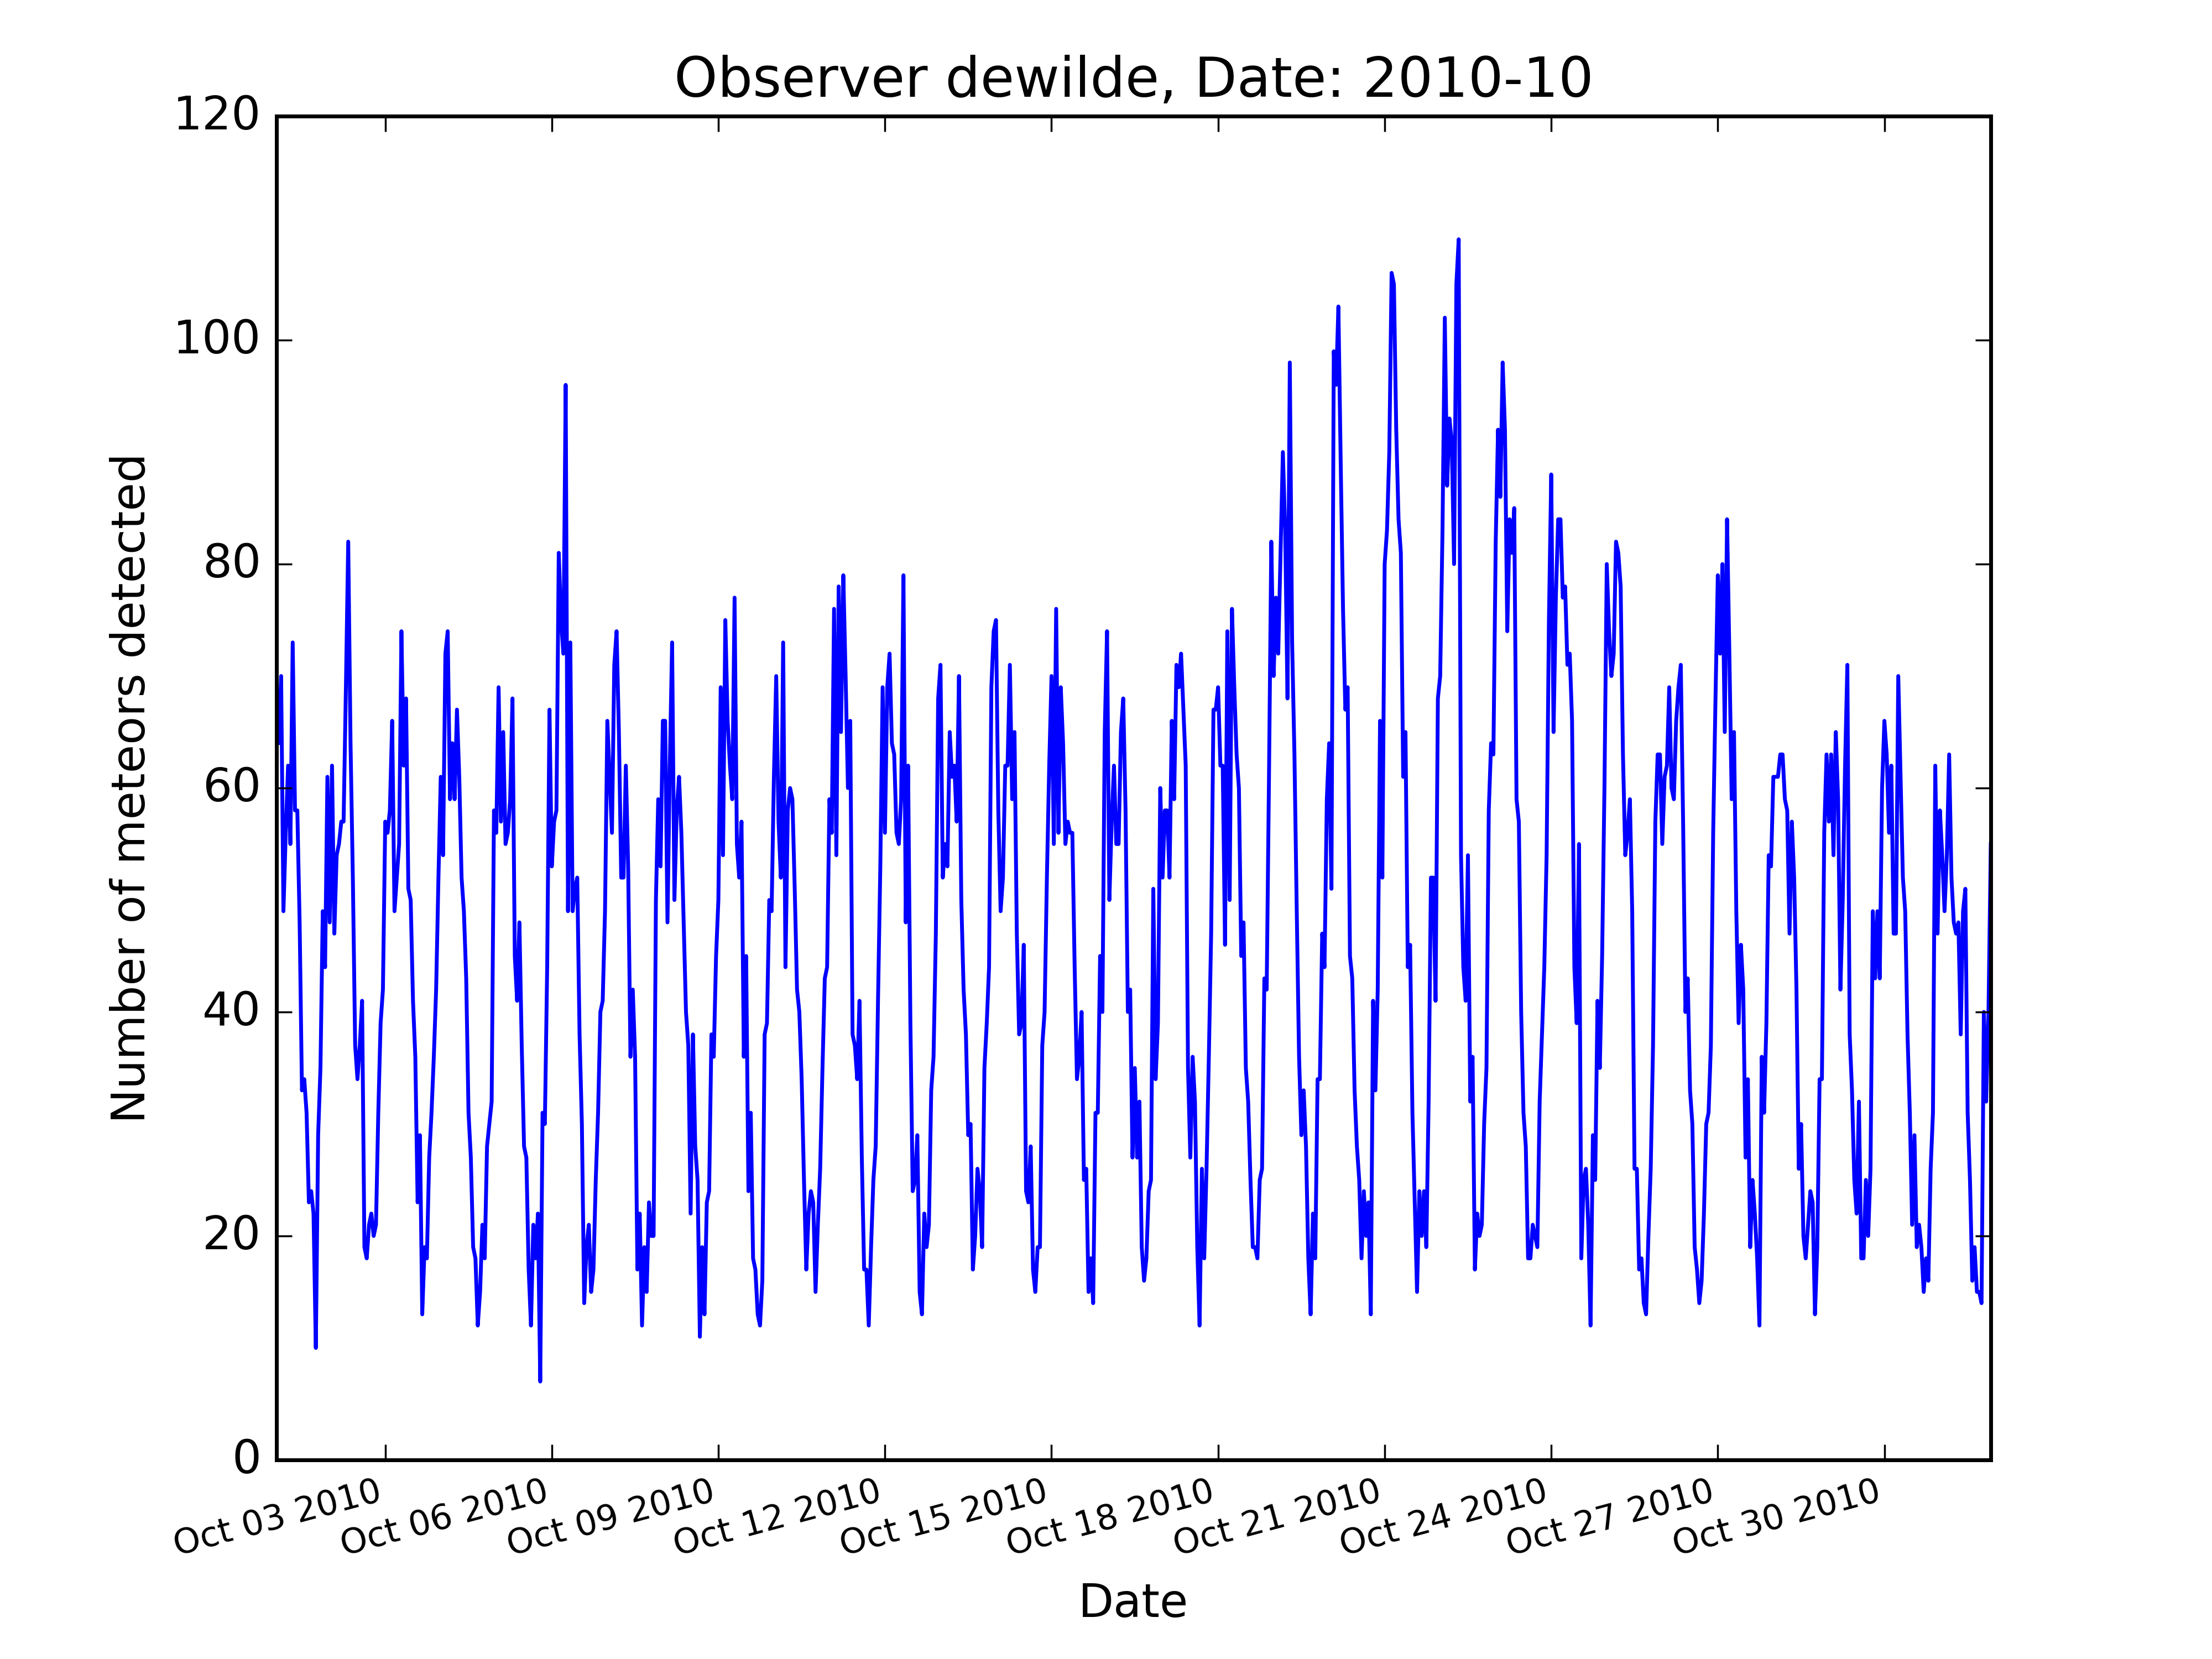 Observer dewilde, Date: 2010-10
120
100
80
60
40
20
0
Number of meteors detected
Oct 03 2010
Oct 06 2010
Oct 09 2010
Oct 12 2010
Oct 15 2010
Oct 18 2010
Oct 21 2010
Oct 24 2010
Oct 27 2010
Oct 30 2010
Date